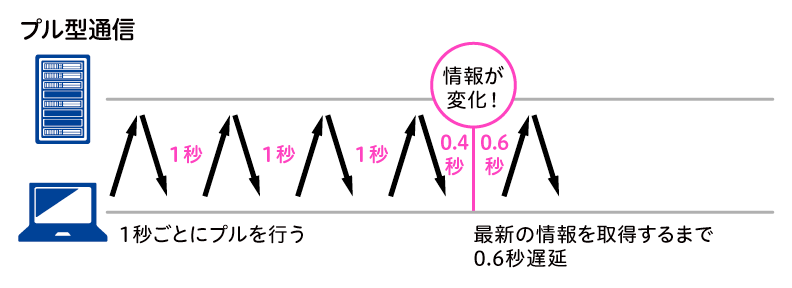 プル型通信
情報が
変化！
1秒
1秒
1秒
0.4
秒
0.6
秒
1秒ごとにプルを行う
最新の情報を取得するまで
0.6秒遅延